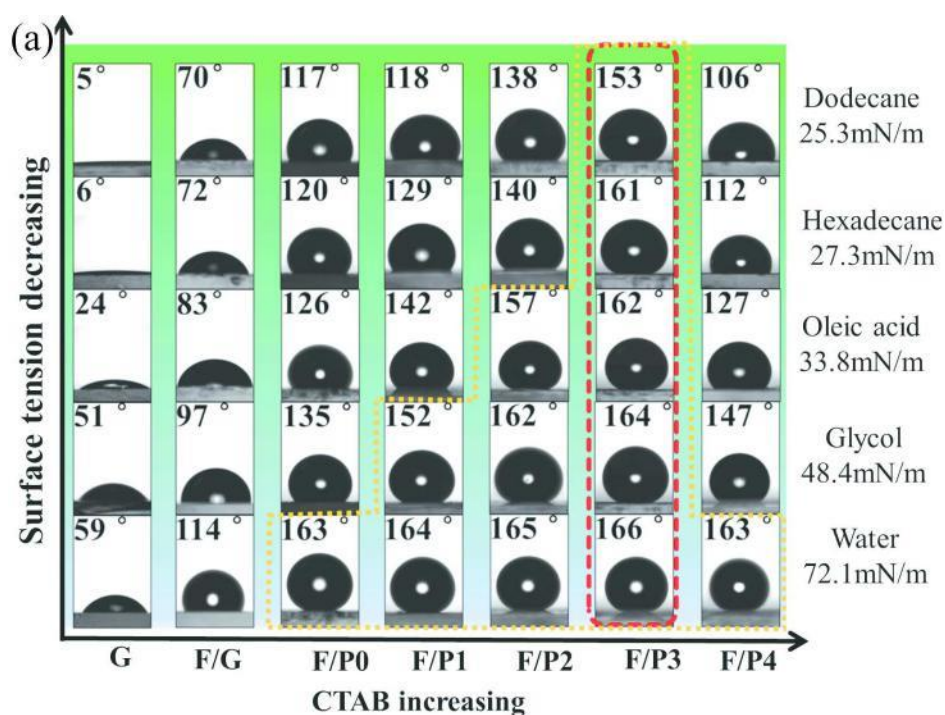 (a)
Surface tension decreasing
5° 70° 117° 118° 138° 153° 106°
Dodecane
25.3mN/m
6° 72° 120° 129° 140° 161° 112°
Hexadecane
27.3mN/m
24° 83° 126° 142° 157° 162° 127°
Oleic acid
33.8mN/m
51° 97° 135° 152° 162° 164° 147°
Glycol
48.4mN/m
59° 114° 163° 164° 165° 166° 163°
Water
72.1mN/m
G F/G F/P0 F/P1 F/P2 F/P3 F/P4
CTAB increasing